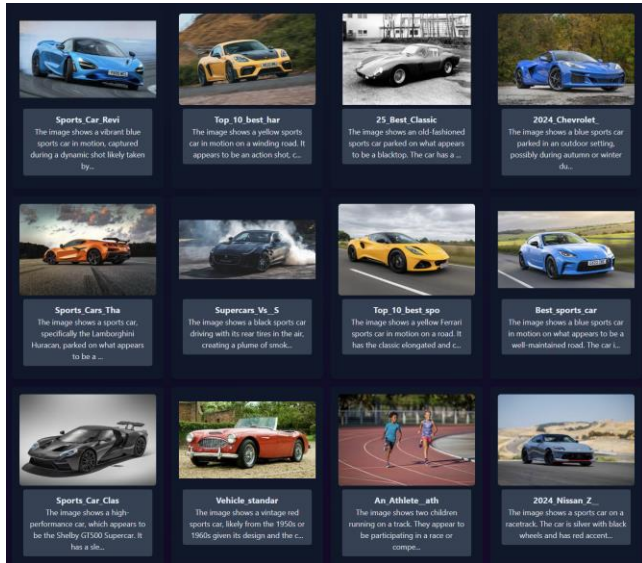 Sports_Car_Revi
The image shows a vibrant blue
sports car in motion, captured
during a dynamic shot likely taken
by...
Top_10_best_har
The image shows a yellow sports
car in motion on a winding road. It
appears to be an action shot, c...
25_Best_Classic
The image shows an old-fashioned
sports car parked on what appears
to be a blacktop. The car has a ...
2024_Chevrolet_
The image shows a blue sports car
parked in an outdoor setting,
possibly during autumn or winter
du...
Sports_Cars_Tha
The image shows a sports car,
specifically the Lamborghini
Huracan, parked on what appears
to be a ...
Supercars_Vs._S
The image shows a black sports car
driving with its rear tires in the air,
creating a plume of smok...
Top_10_best_spo
The image shows a yellow Ferrari
sports car in motion on a road. It
has the classic elongated and c...
Best_sports_car
The image shows a blue sports car
in motion on what appears to be a
well-maintained road. The car i...
Sports_Car_Clas
The image shows a high-
performance car, which appears to
be the Shelby GT500 Supercar. It
has a sle...
Vehicle_standar
The image shows a vintage red
sports car, likely from the 1950s or
1960s given its design and the c...
An_Athlete__ath
The image shows two children
running on a track. They appear to
be participating in a race or
compe...
2024_Nissan_Z__
The image shows a sports car on a
racetrack. The car is silver with black
wheels and has red accent...